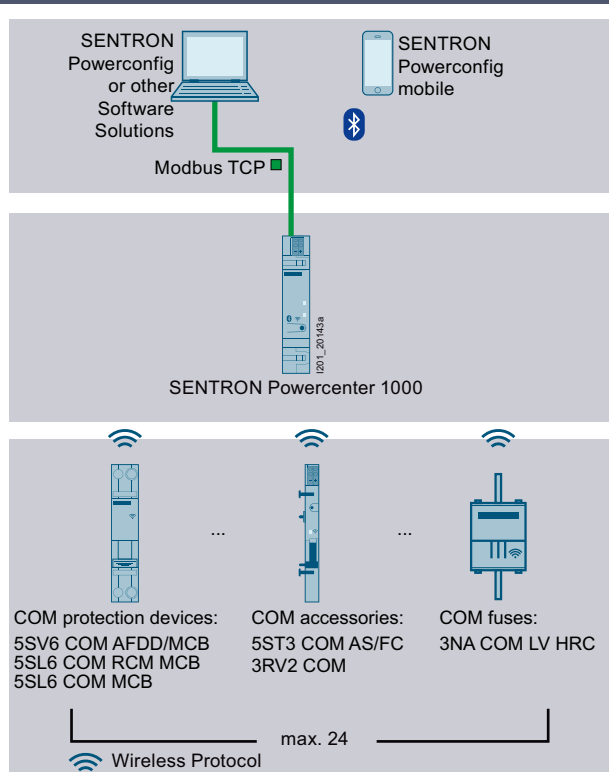 SENTRON
Powerconfig
or other
Software
Solutions
SENTRON
Powerconfig
mobile
Modbus TCP
I201_20143a
SENTRON Powercenter 1000
...
...
COM protection devices:
5SV6 COM AFDD/MCB
5SL6 COM RCM MCB
5SL6 COM MCB
COM accessories:
5ST3 COM AS/FC
3RV2 COM
COM fuses:
3NA COM LV HRC
max. 24
Wireless Protocol